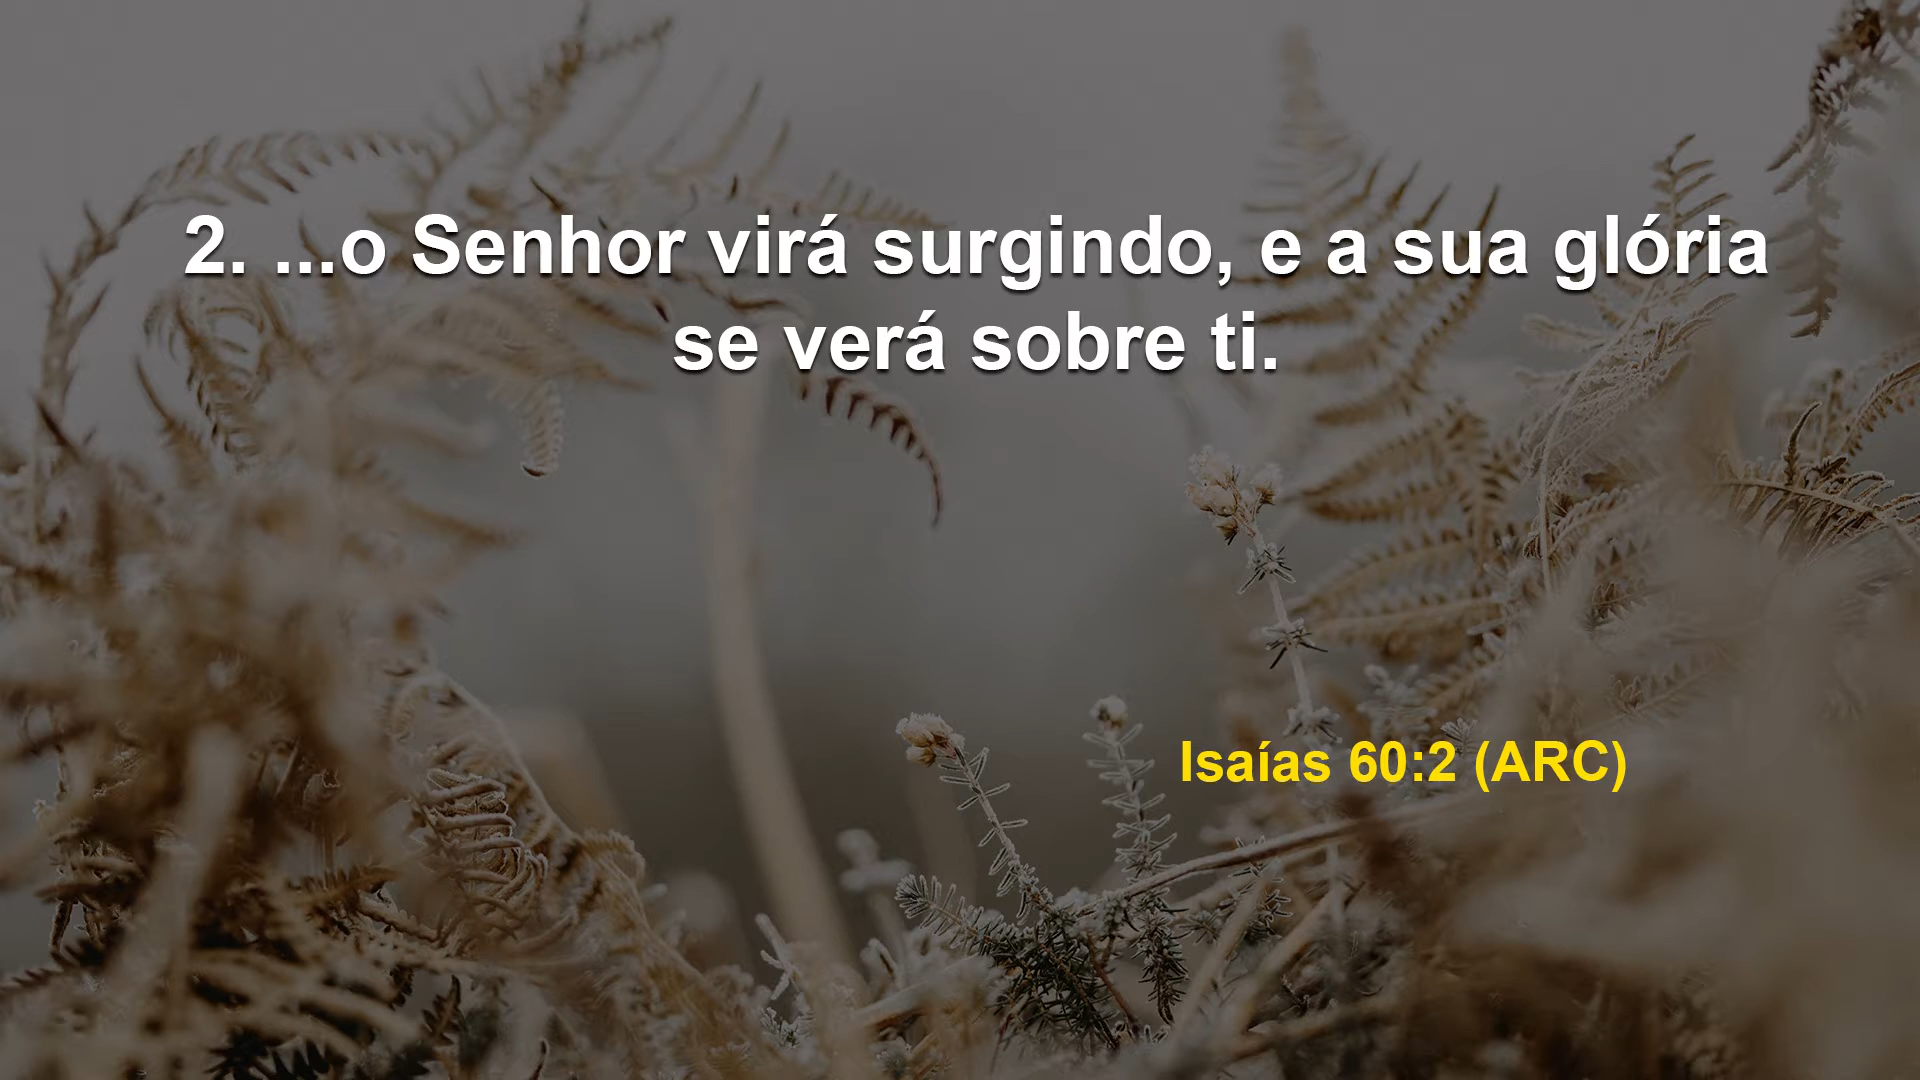 2. ...o Senhor virá surgindo, e a sua glória
se verá sobre ti.
Isaías 60:2 (ARC)